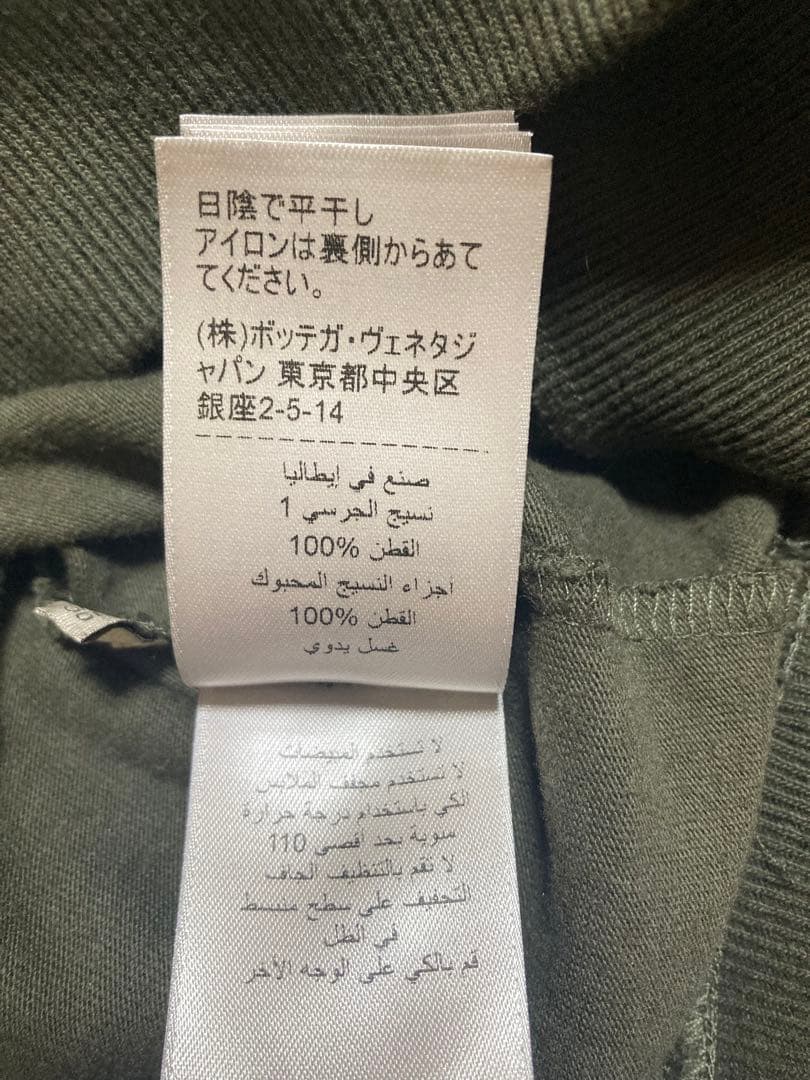 日陰で平干し
アイロンは裏側からあて
てください。
(株)ボッテガ・ヴェネタジ
ャパン 東京都中央区
銀座2-5-14
صنع في إيطاليا
نسيج الجرسي 1
القطن %100
اجزاء النسيج المحبوك
القطن %100
غسل يدوي
لا تستخدم المبيضات
لا تستخدم مجفف الملابس
الكي باستخدام درجة حرارة
سوية بحد اقصى 110
لا تقم بالتنظيف الجاف
التجفيف على سطح منبسط
في الظل
قم بالكي على الوجه الآخر